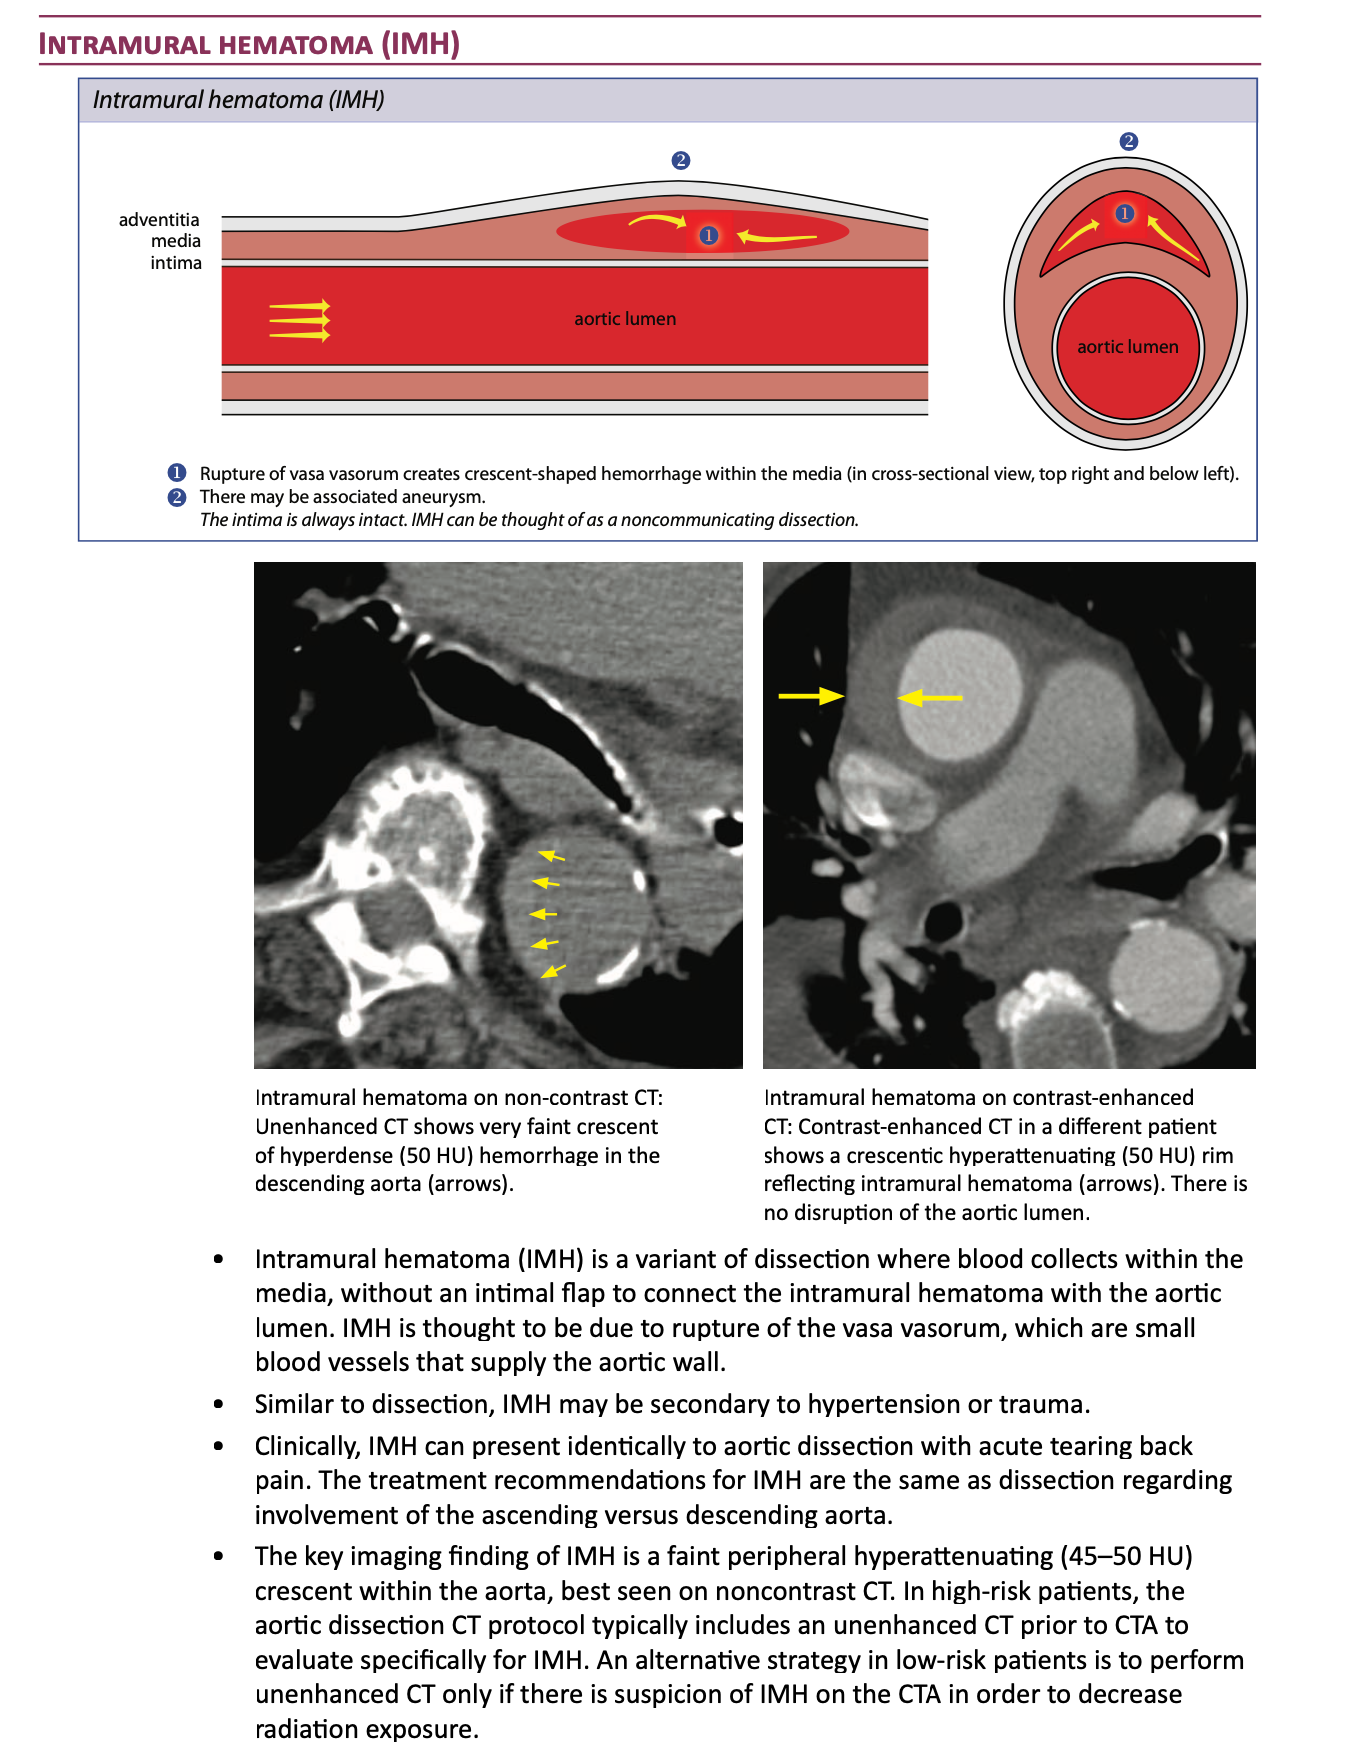 INTRAMURAL HEMATOMA (IMH)
Intramural hematoma (IMH)
2
2
adventitia
media
intima
1
1
aortic lumen
aortic lumen
1 Rupture of vasa vasorum creates crescent-shaped hemorrhage within the media (in cross-sectional view, top right and below left).
2 There may be associated aneurysm.
The intima is always intact. IMH can be thought of as a noncommunicating dissection.
Intramural hematoma on non-contrast CT:
Unenhanced CT shows very faint crescent
of hyperdense (50 HU) hemorrhage in the
descending aorta (arrows).
Intramural hematoma on contrast-enhanced
CT: Contrast-enhanced CT in a different patient
shows a crescentic hyperattenuating (50 HU) rim
reflecting intramural hematoma (arrows). There is
no disruption of the aortic lumen.
• Intramural hematoma (IMH) is a variant of dissection where blood collects within the
media, without an intimal flap to connect the intramural hematoma with the aortic
lumen. IMH is thought to be due to rupture of the vasa vasorum, which are small
blood vessels that supply the aortic wall.
• Similar to dissection, IMH may be secondary to hypertension or trauma.
• Clinically, IMH can present identically to aortic dissection with acute tearing back
pain. The treatment recommendations for IMH are the same as dissection regarding
involvement of the ascending versus descending aorta.
• The key imaging finding of IMH is a faint peripheral hyperattenuating (45–50 HU)
crescent within the aorta, best seen on noncontrast CT. In high-risk patients, the
aortic dissection CT protocol typically includes an unenhanced CT prior to CTA to
evaluate specifically for IMH. An alternative strategy in low-risk patients is to perform
unenhanced CT only if there is suspicion of IMH on the CTA in order to decrease
radiation exposure.